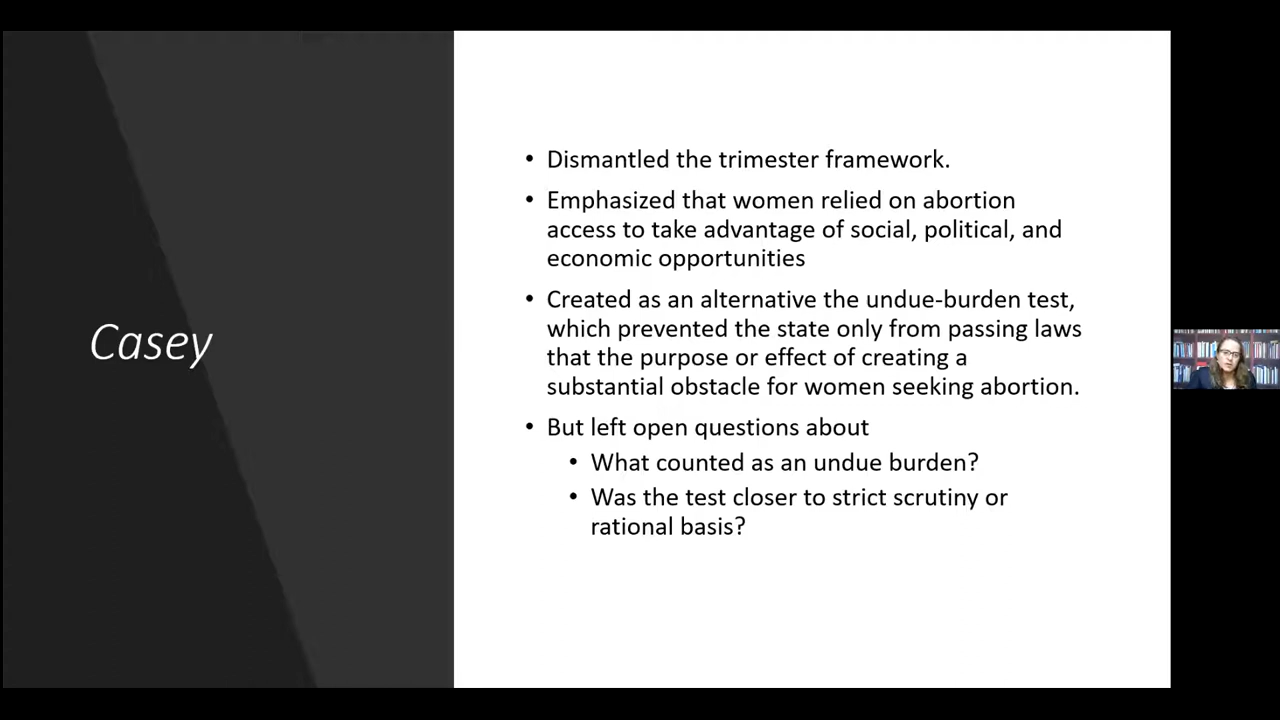 Casey
• Dismantled the trimester framework.
• Emphasized that women relied on abortion
access to take advantage of social, political, and
economic opportunities
• Created as an alternative the undue-burden test,
which prevented the state only from passing laws
that the purpose or effect of creating a
substantial obstacle for women seeking abortion.
• But left open questions about
• What counted as an undue burden?
• Was the test closer to strict scrutiny or
rational basis?